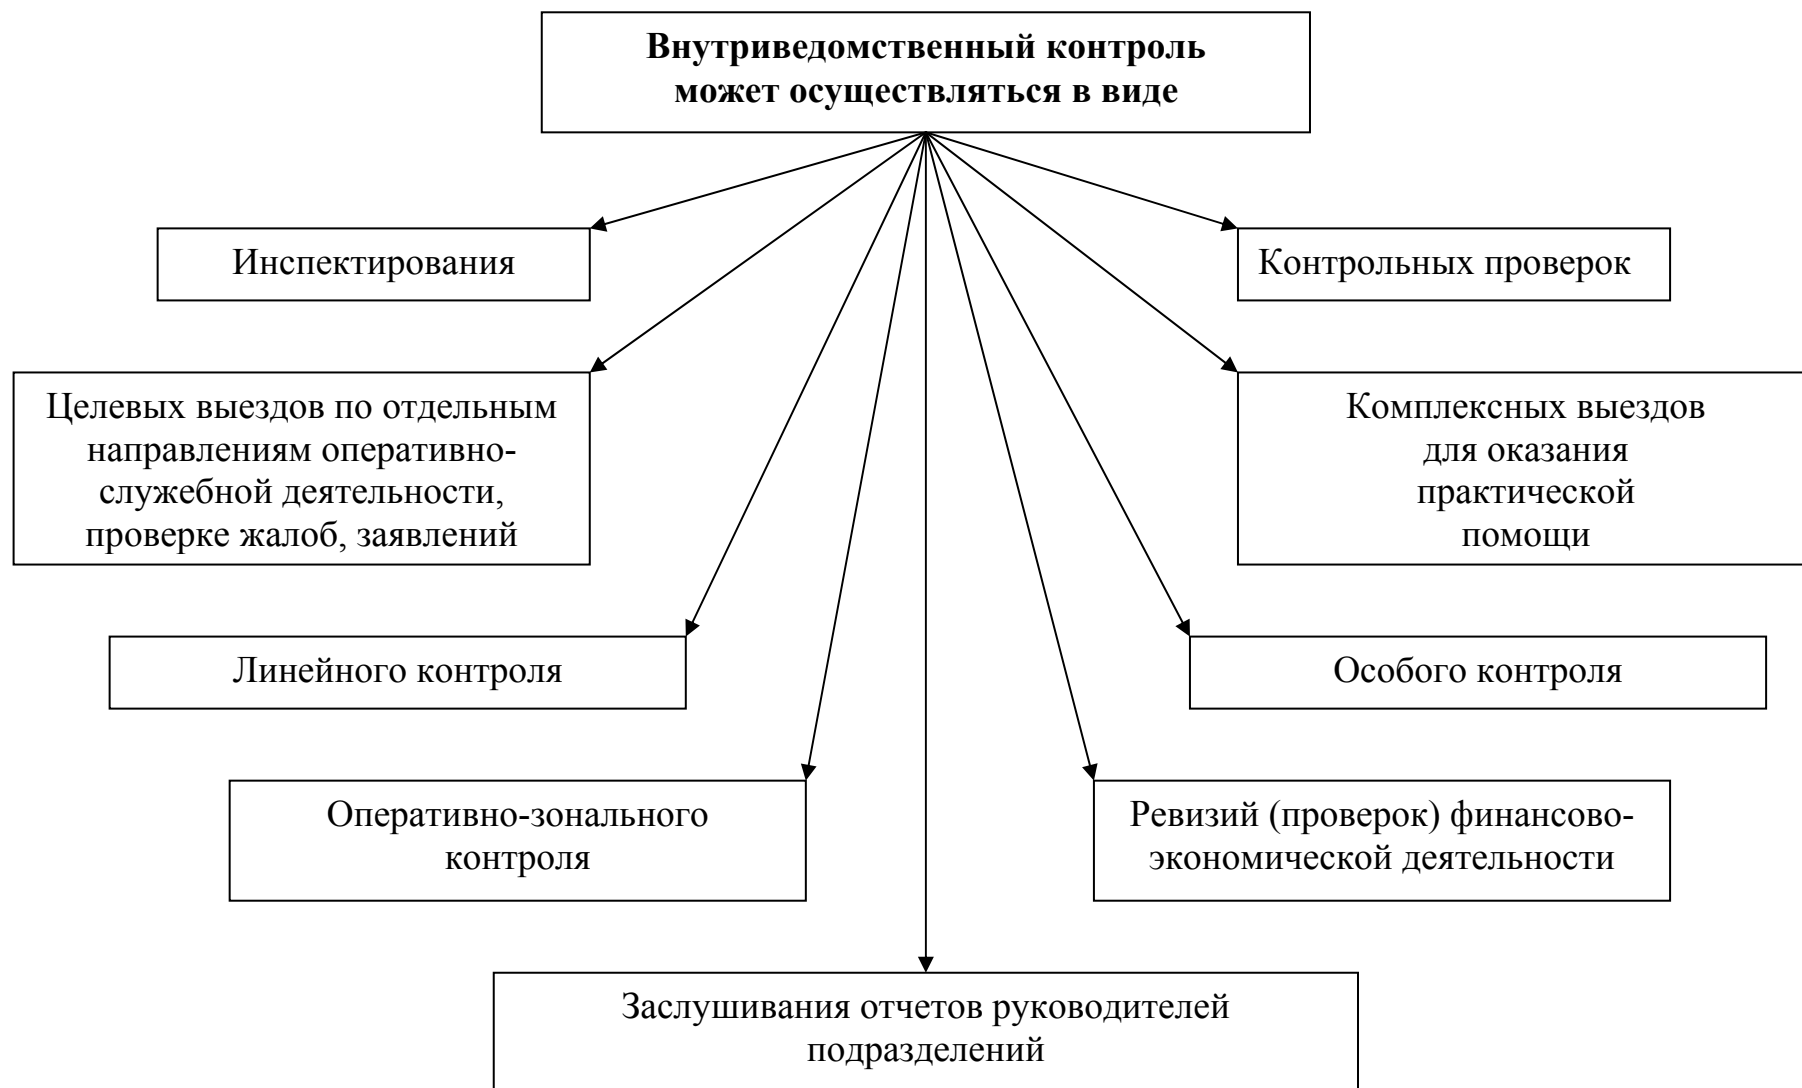 Внутриведомственный контроль
может осуществляться в виде
Инспектирования
Контрольных проверок
Целевых выездов по отдельным
направлениям оперативно-
служебной деятельности,
проверке жалоб, заявлений
Комплексных выездов
для оказания
практической
помощи
Линейного контроля
Особого контроля
Оперативно-зонального
контроля
Ревизий (проверок) финансово-
экономической деятельности
Заслушивания отчетов руководителей
подразделений